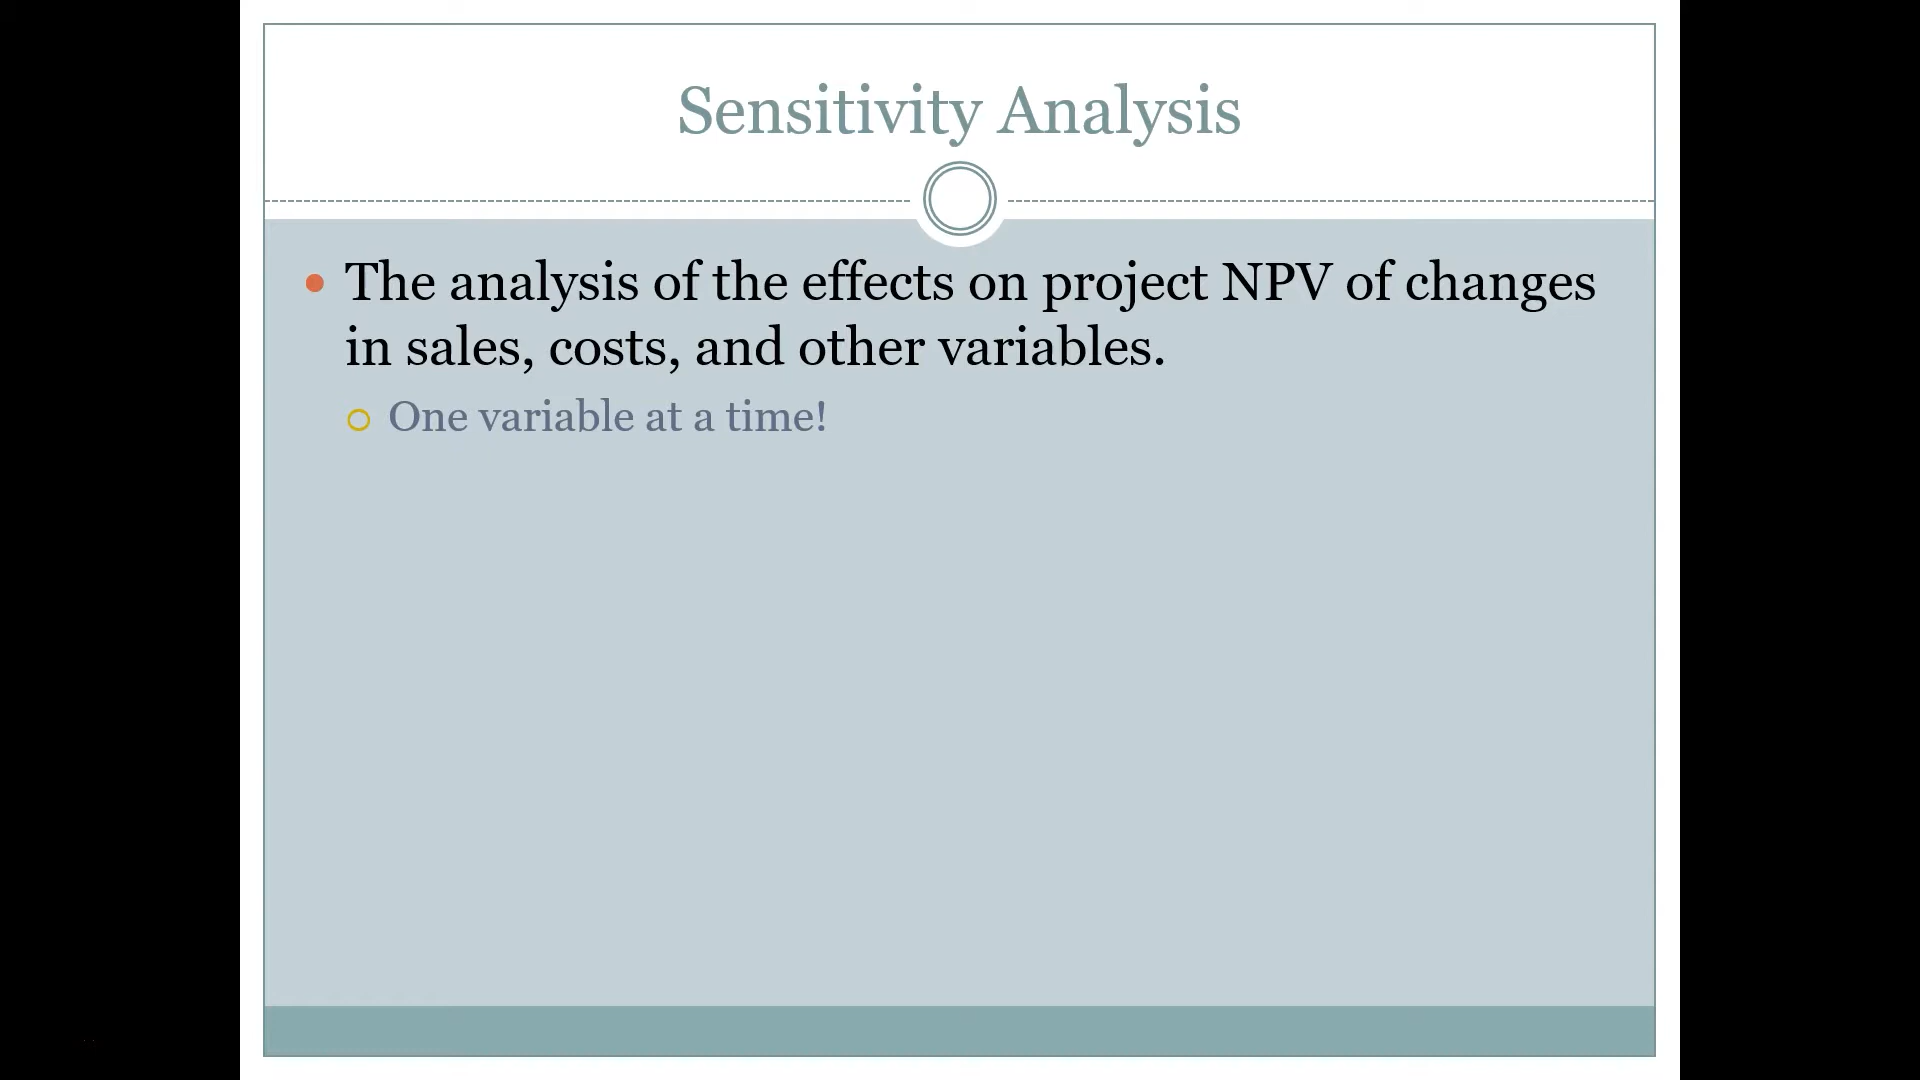 Sensitivity Analysis
The analysis of the effects on project NPV of changes
in sales, costs, and other variables.
One variable at a time!